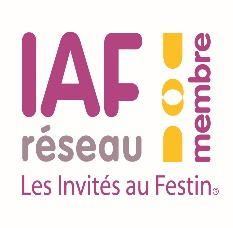 IAF
réseau
membre
Les Invités au Festin®